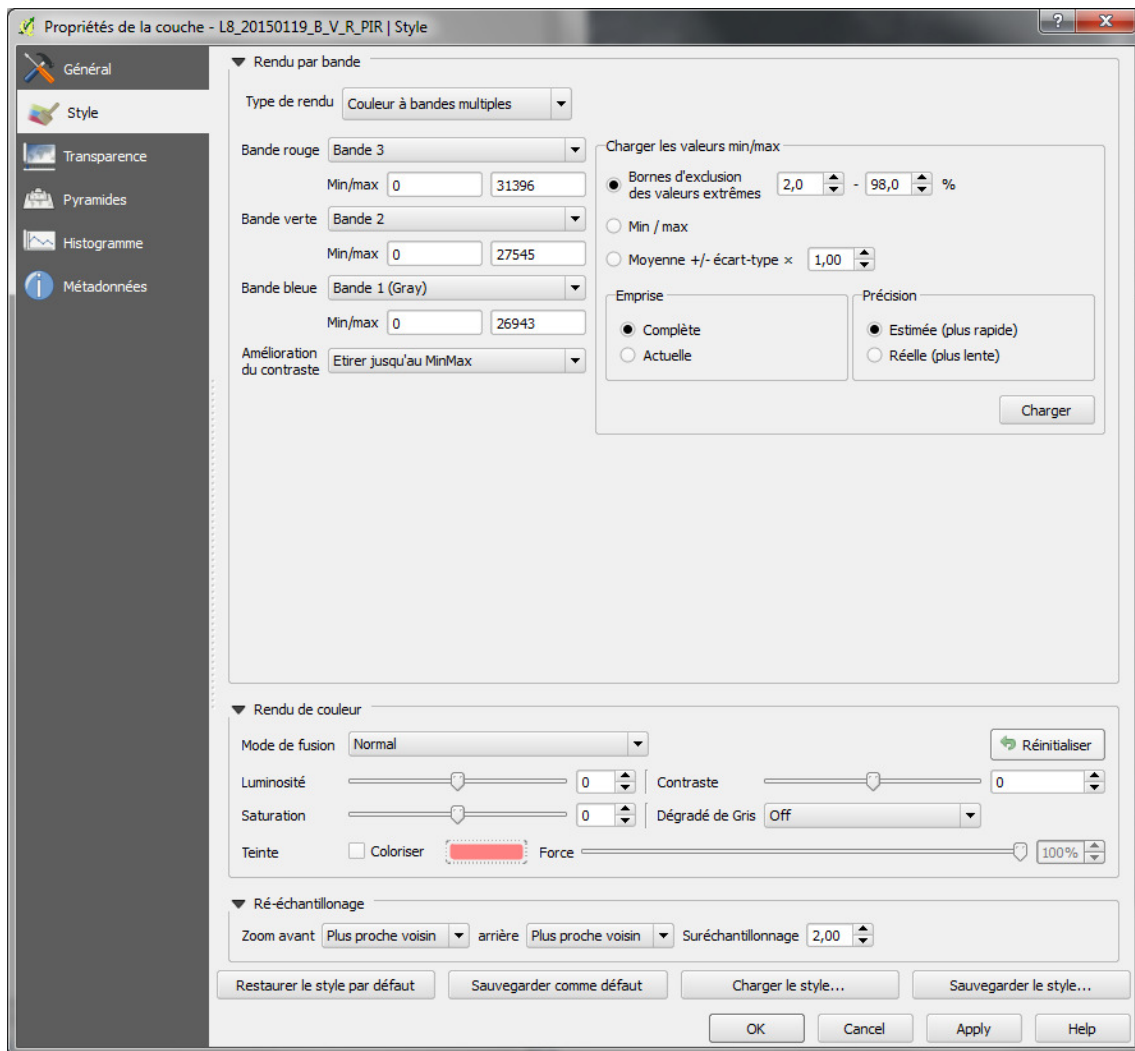 Propriétés de la couche - L8_20150119_B_V_R_PIR | Style
?
x
Général
Style
Transparence
Pyramides
Histogramme
Métadonnées
Rendu par bande
Type de rendu Couleur à bandes multiples
Bande rouge Bande 3
Min/max 0 31396
Bande verte Bande 2
Min/max 0 27545
Bande bleue Bande 1 (Gray)
Min/max 0 26943
Amélioration
du contraste Etirer jusqu'au MinMax
Charger les valeurs min/max
Bornes d'exclusion
des valeurs extrêmes 2,0 - 98,0 %
Min / max
Moyenne +/- écart-type × 1,00
Emprise
Complète
Actuelle
Précision
Estimée (plus rapide)
Réelle (plus lente)
Charger
Rendu de couleur
Mode de fusion Normal
Réinitialiser
Luminosité 0 Contraste 0
Saturation 0 Dégradé de Gris Off
Teinte Coloriser Force 100%
Ré-échantillonage
Zoom avant Plus proche voisin arrière Plus proche voisin Suréchantillonnage 2,00
Restaurer le style par défaut Sauvegarder comme défaut Charger le style... Sauvegarder le style...
OK Cancel Apply Help